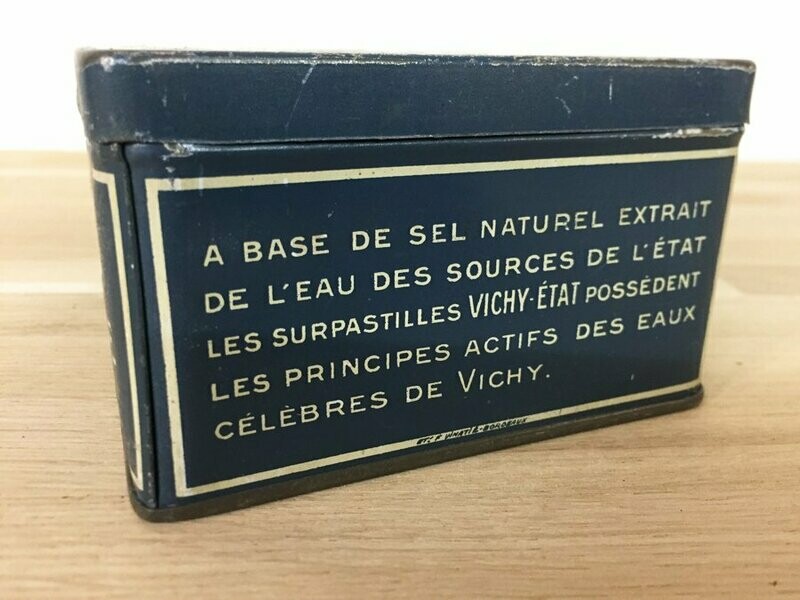 A BASE DE SEL NATUREL EXTRAIT
DE L'EAU DES SOURCES DE L'ÉTAT
LES SURPASTILLES VICHY-ÉTAT POSSÈDENT
LES PRINCIPES ACTIFS DES EAUX
CÉLÈBRES DE VICHY.
BORDEAUX